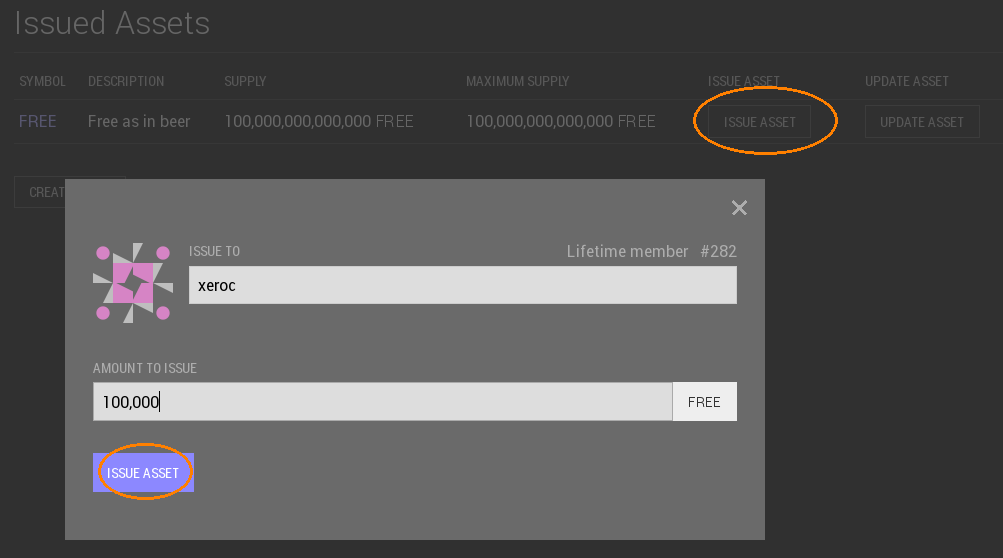 Issued Assets
SYMBOL DESCRIPTION SUPPLY MAXIMUM SUPPLY ISSUE ASSET UPDATE ASSET
FREE Free as in beer 100,000,000,000,000 FREE 100,000,000,000,000 FREE ISSUE ASSET UPDATE ASSET
CREAT
ISSUE TO Lifetime member #282
xeroc
AMOUNT TO ISSUE
100,000 FREE
ISSUE ASSET